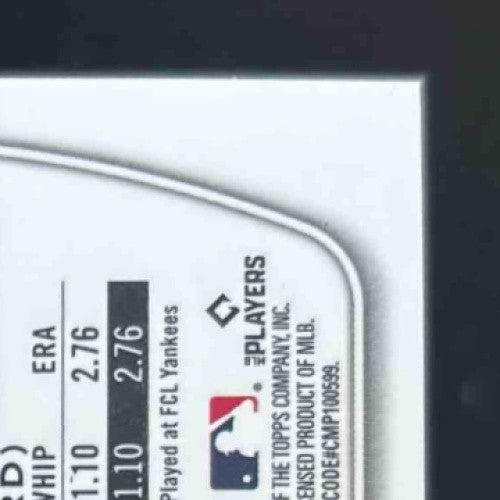 RD)
WHIP ERA
1.10 2.76
1.10 2.76
Played at FCL Yankees
PLAYERS
F THE TOPPS COMPANY, INC.
ENSED PRODUCT OF MLB.
CODE#CMP100599.